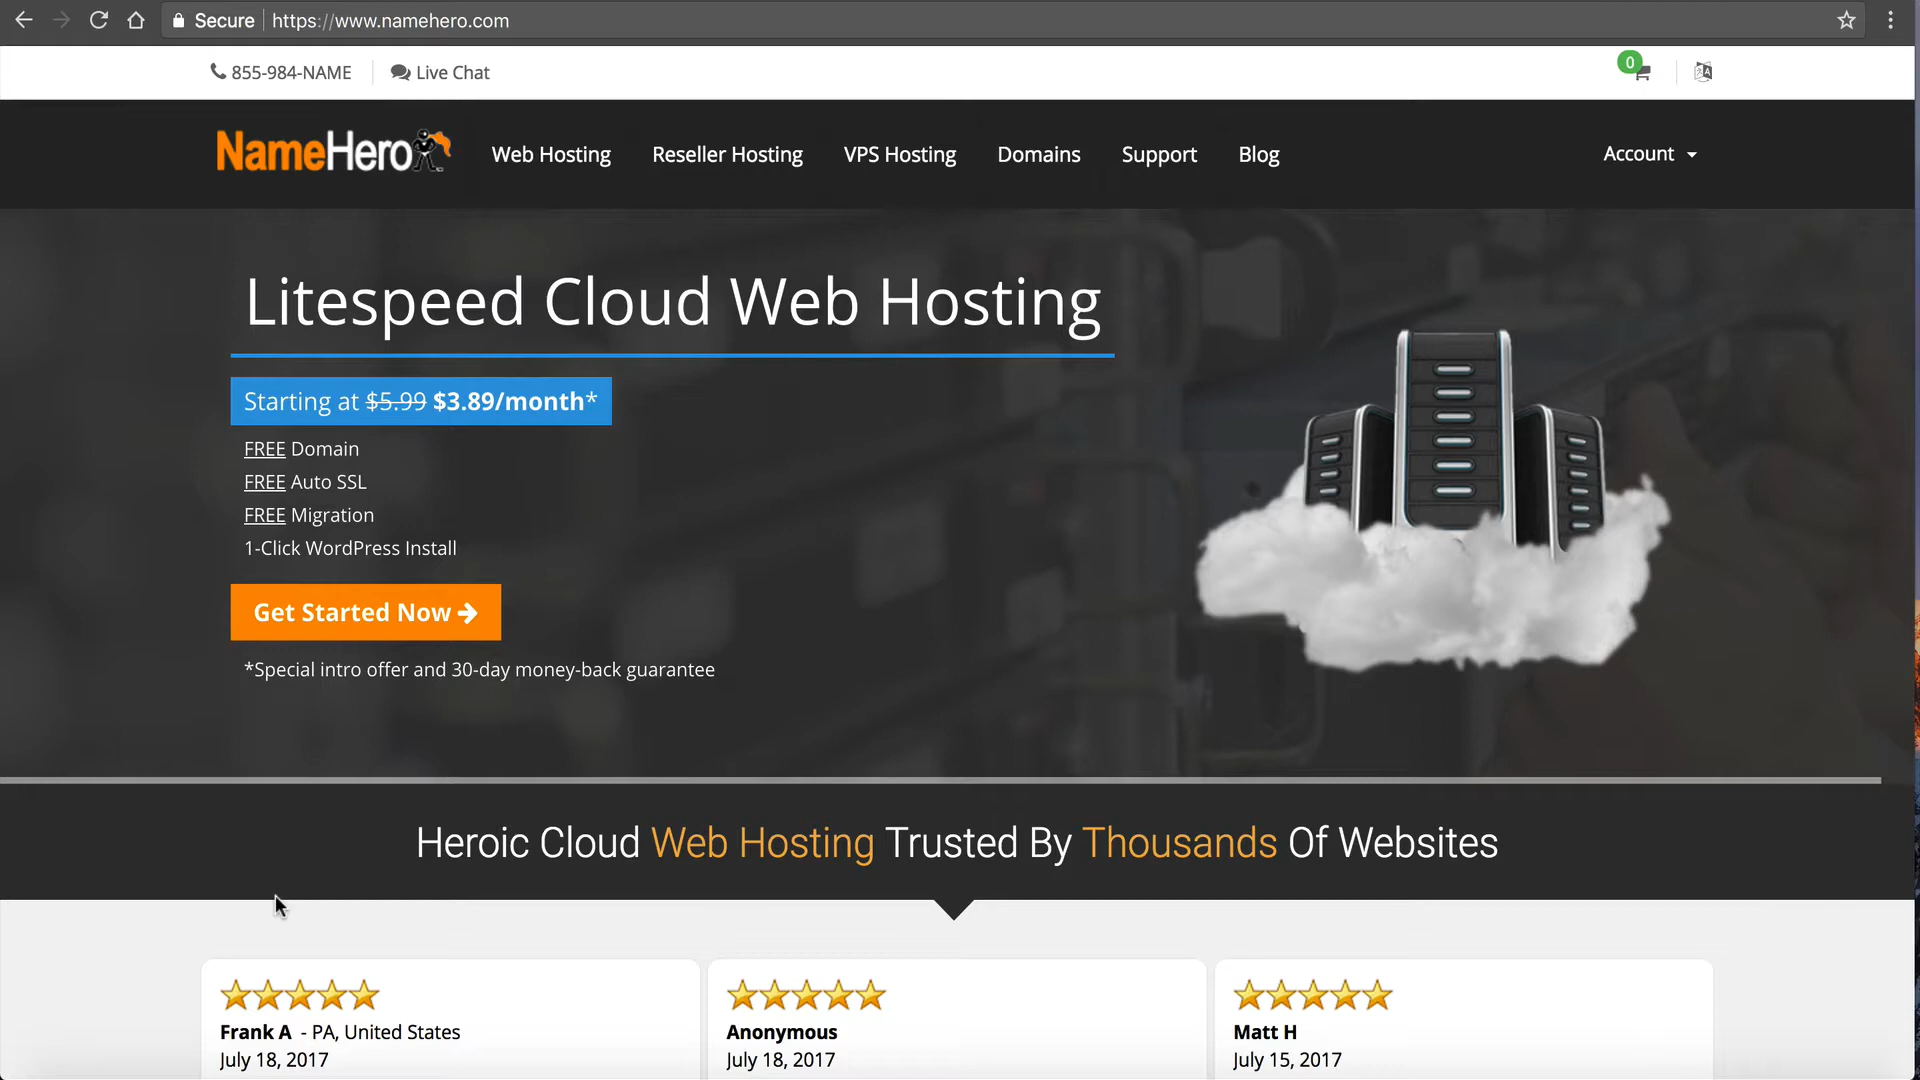 Secure https://www.namehero.com
855-984-NAME Live Chat 0
NameHero Web Hosting Reseller Hosting VPS Hosting Domains Support Blog Account
Litespeed Cloud Web Hosting
Starting at $5.99 $3.89/month*
FREE Domain
FREE Auto SSL
FREE Migration
1-Click WordPress Install
Get Started Now
*Special intro offer and 30-day money-back guarantee
Heroic Cloud Web Hosting Trusted By Thousands Of Websites
Frank A - PA, United States
July 18, 2017
Anonymous
July 18, 2017
Matt H
July 15, 2017